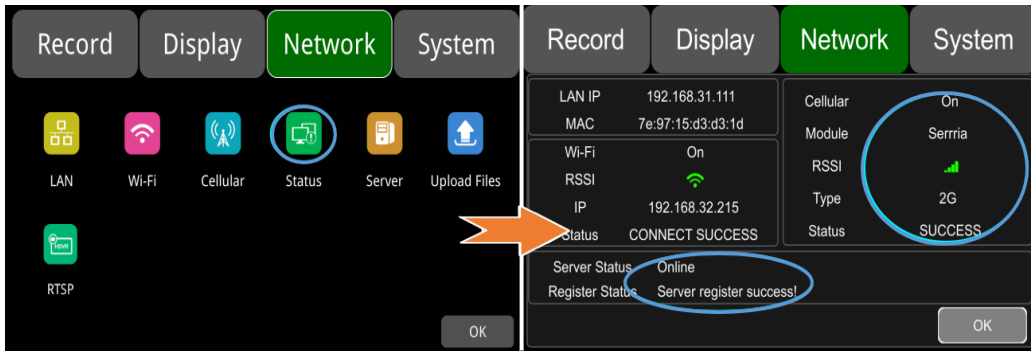 Record Display Network System
LAN Wi-Fi Cellular Status Server Upload Files
HDVR
RTSP
OK
Record Display Network System
LAN IP 192.168.31.111
MAC 7e:97:15:d3:d3:1d
Wi-Fi On
RSSI
IP 192.168.32.215
Status CONNECT SUCCESS
Cellular On
Module Serrria
RSSI
Type 2G
Status SUCCESS
Server Status Online
Register Status Server register success!
OK